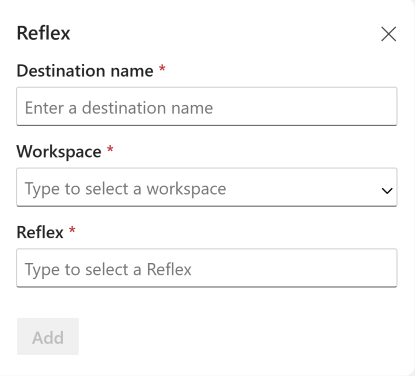 Reflex
Destination name *
Enter a destination name
Workspace *
Type to select a workspace
Reflex *
Type to select a Reflex
Add